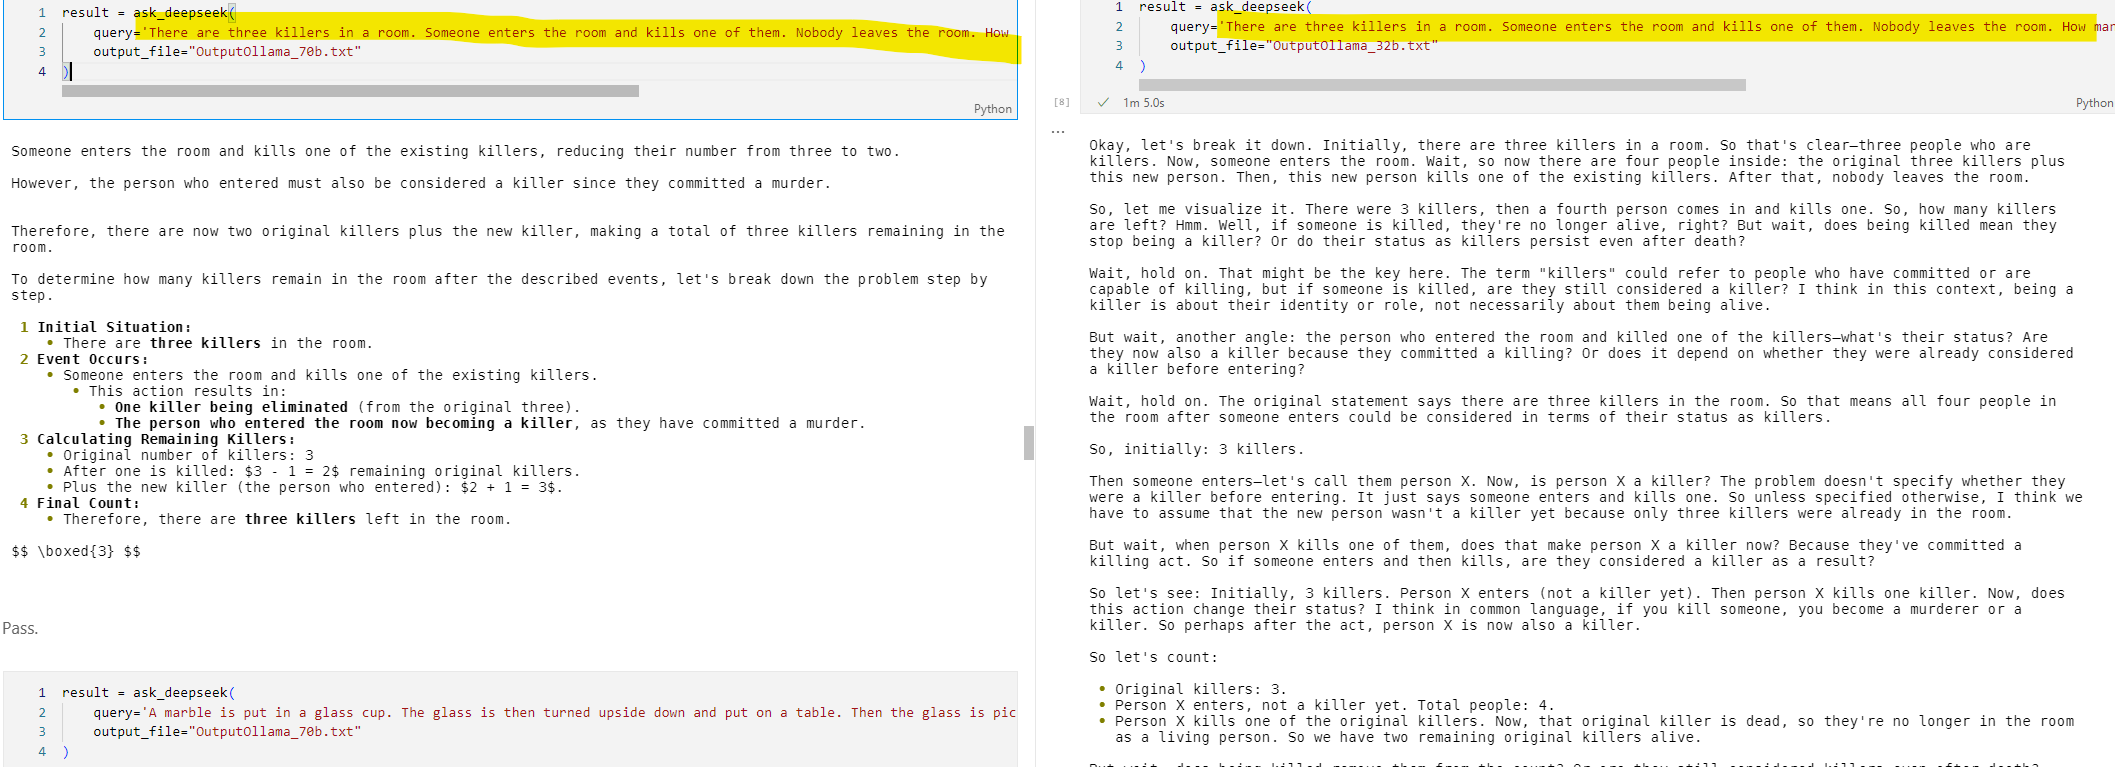 1 result = ask_deepseek(
2 query='There are three killers in a room. Someone enters the room and kills one of them. Nobody leaves the room. How
3 output_file="OutputOllama_70b.txt"
4 )
Python
Someone enters the room and kills one of the existing killers, reducing their number from three to two.
However, the person who entered must also be considered a killer since they committed a murder.
Therefore, there are now two original killers plus the new killer, making a total of three killers remaining in the
room.
To determine how many killers remain in the room after the described events, let's break down the problem step by
step.
1 Initial Situation:
• There are three killers in the room.
2 Event Occurs:
• Someone enters the room and kills one of the existing killers.
• This action results in:
• One killer being eliminated (from the original three).
• The person who entered the room now becoming a killer, as they have committed a murder.
3 Calculating Remaining Killers:
• Original number of killers: 3
• After one is killed: $3 - 1 = 2$ remaining original killers.
• Plus the new killer (the person who entered): $2 + 1 = 3$.
4 Final Count:
• Therefore, there are three killers left in the room.
$$ \boxed{3} $$
Pass.
1 result = ask_deepseek(
2 query='A marble is put in a glass cup. The glass is then turned upside down and put on a table. Then the glass is pic
3 output_file="OutputOllama_70b.txt"
4 )
1 result = ask_deepseek(
2 query='There are three killers in a room. Someone enters the room and kills one of them. Nobody leaves the room. How mar
3 output_file="OutputOllama_32b.txt"
4 )
[8] ✓ 1m 5.0s
Python
...
Okay, let's break it down. Initially, there are three killers in a room. So that's clear—three people who are
killers. Now, someone enters the room. Wait, so now there are four people inside: the original three killers plus
this new person. Then, this new person kills one of the existing killers. After that, nobody leaves the room.
So, let me visualize it. There were 3 killers, then a fourth person comes in and kills one. So, how many killers
are left? Hmm. Well, if someone is killed, they're no longer alive, right? But wait, does being killed mean they
stop being a killer? Or do their status as killers persist even after death?
Wait, hold on. That might be the key here. The term "killers" could refer to people who have committed or are
capable of killing, but if someone is killed, are they still considered a killer? I think in this context, being a
killer is about their identity or role, not necessarily about them being alive.
But wait, another angle: the person who entered the room and killed one of the killers—what's their status? Are
they now also a killer because they committed a killing? Or does it depend on whether they were already considered
a killer before entering?
Wait, hold on. The original statement says there are three killers in the room. So that means all four people in
the room after someone enters could be considered in terms of their status as killers.
So, initially: 3 killers.
Then someone enters—let's call them person X. Now, is person X a killer? The problem doesn't specify whether they
were a killer before entering. It just says someone enters and kills one. So unless specified otherwise, I think we
have to assume that the new person wasn't a killer yet because only three killers were already in the room.
But wait, when person X kills one of them, does that make person X a killer now? Because they've committed a
killing act. So if someone enters and then kills, are they considered a killer as a result?
So let's see: Initially, 3 killers. Person X enters (not a killer yet). Then person X kills one killer. Now, does
this action change their status? I think in common language, if you kill someone, you become a murderer or a
killer. So perhaps after the act, person X is now also a killer.
So let's count:
• Original killers: 3.
• Person X enters, not a killer yet. Total people: 4.
• Person X kills one of the original killers. Now, that original killer is dead, so they're no longer in the room
as a living person. So we have two remaining original killers alive.
But wait, does being killed remove them from the count? Or are they still considered killers even after death?